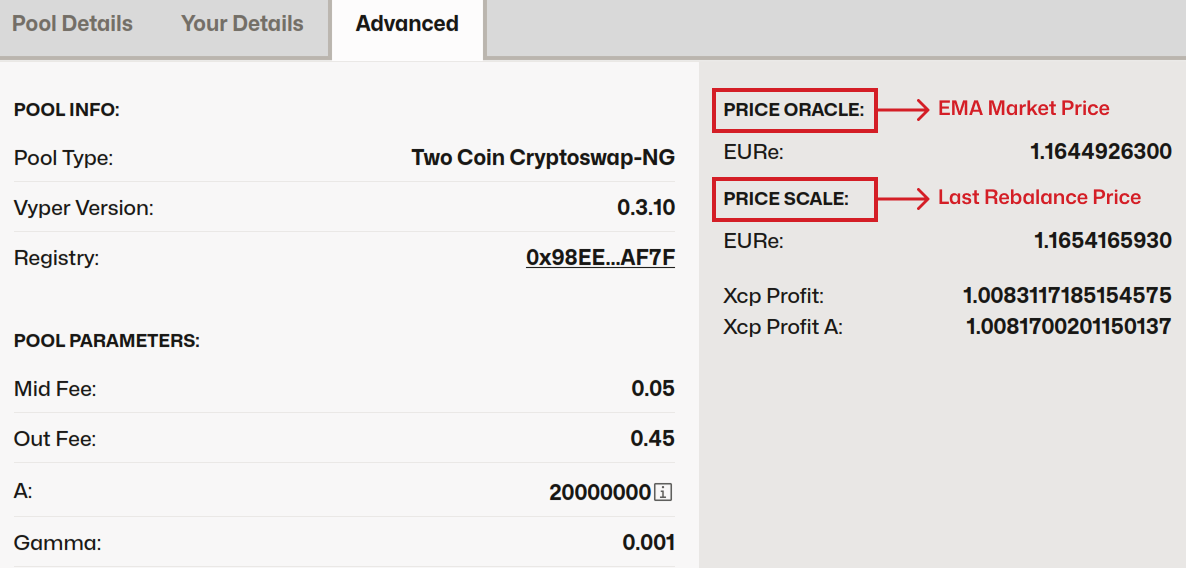 Pool Details Your Details Advanced
POOL INFO:
Pool Type: Two Coin Cryptoswap-NG
Vyper Version: 0.3.10
Registry: 0x98EE...AF7F
POOL PARAMETERS:
Mid Fee: 0.05
Out Fee: 0.45
A: 20000000 i
Gamma: 0.001
PRICE ORACLE: EMA Market Price
EURe: 1.1644926300
PRICE SCALE: Last Rebalance Price
EURe: 1.1654165930
Xcp Profit: 1.0083117185154575
Xcp Profit A: 1.0081700201150137